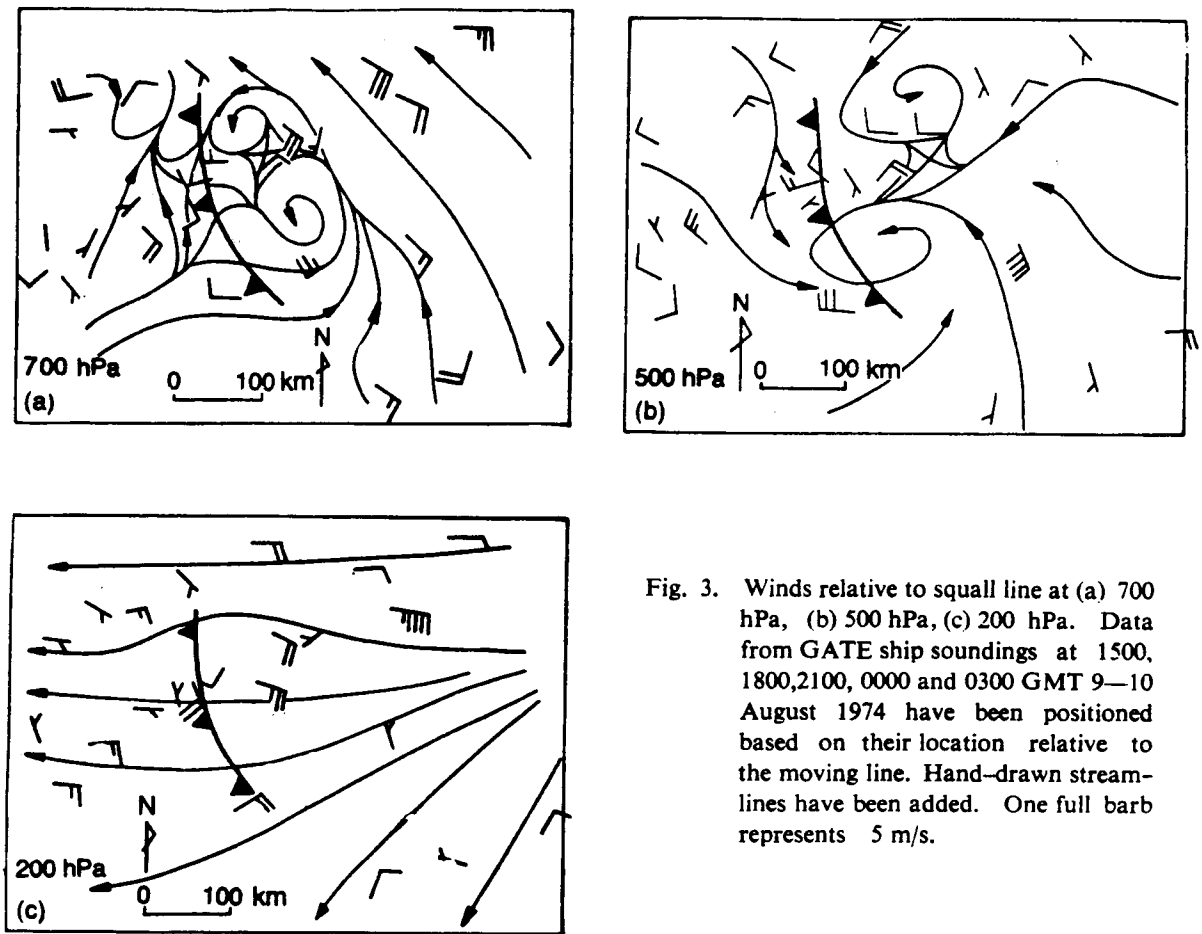 N
700 hPa
0 100 km
(a)
N
500 hPa
0 100 km
(b)
N
200 hPa
0 100 km
(c)
Fig. 3. Winds relative to squall line at (a) 700
hPa, (b) 500 hPa, (c) 200 hPa. Data
from GATE ship soundings at 1500,
1800,2100, 0000 and 0300 GMT 9—10
August 1974 have been positioned
based on their location relative to
the moving line. Hand—drawn stream-
lines have been added. One full barb
represents 5 m/s.